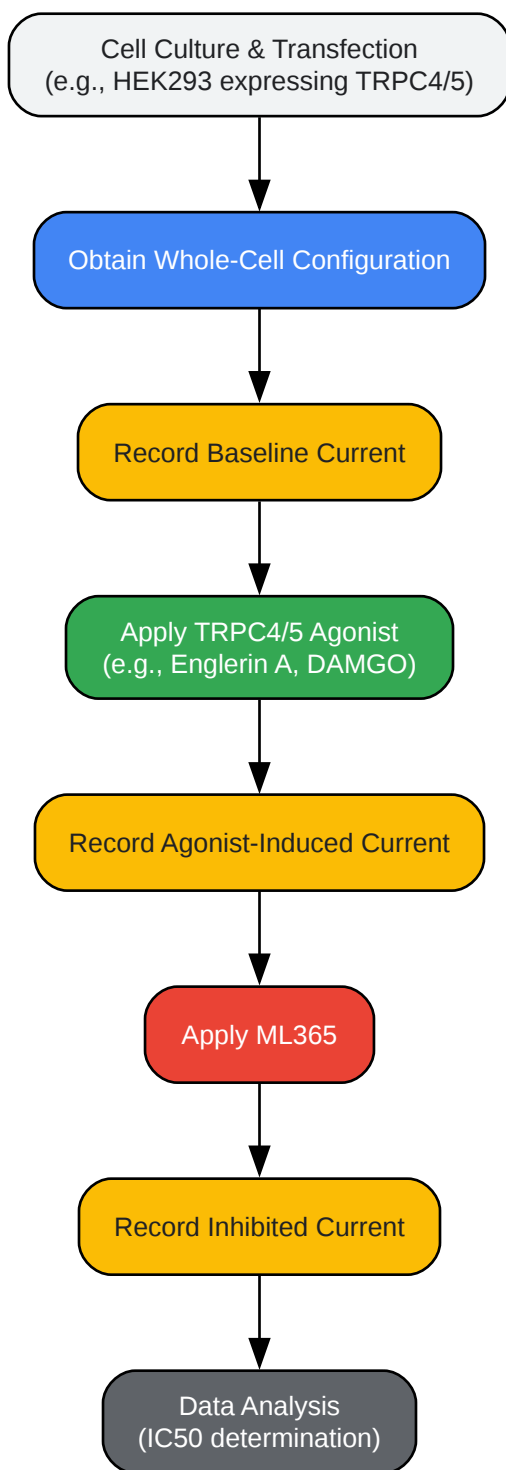 Cell Culture & Transfection
(e.g., HEK293 expressing TRPC4/5)
Obtain Whole-Cell Configuration
Record Baseline Current
Apply TRPC4/5 Agonist
(e.g., Englerin A, DAMGO)
Record Agonist-Induced Current
Apply ML365
Record Inhibited Current
Data Analysis
(IC50 determination)